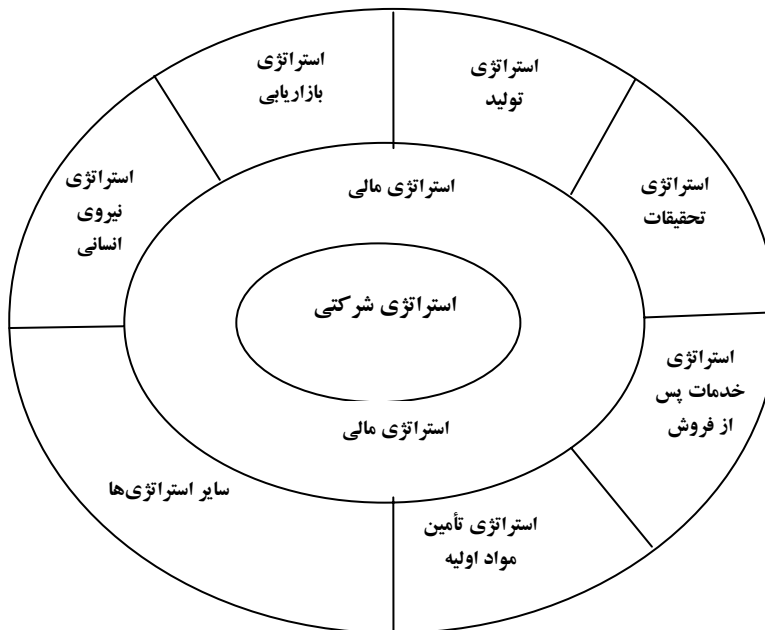 استراتژی
بازاریابی
استراتژی
تولید
استراتژی
نیروی
انسانی
استراتژی مالی
استراتژی
تحقیقات
استراتژی شرکتی
استراتژی
خدمات پس
از فروش
استراتژی مالی
سایر استراتژی‌ها
استراتژی تأمین
مواد اولیه